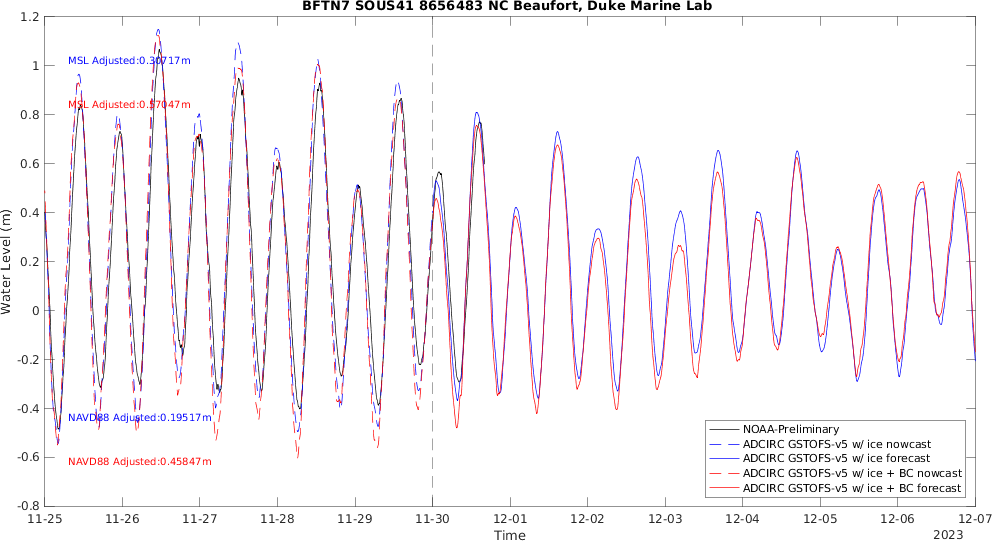 BFTN7 SOUS41 8656483 NC Beaufort, Duke Marine Lab
1.2
1
0.8
0.6
0.4
0.2
0
-0.2
-0.4
-0.6
-0.8
Water Level (m)
MSL Adjusted:0.30717m
MSL Adjusted:0.57047m
NAVD88 Adjusted:0.19517m
NAVD88 Adjusted:0.45847m
NOAA-Preliminary
ADCIRC GSTOFS-v5 w/ ice nowcast
ADCIRC GSTOFS-v5 w/ ice forecast
ADCIRC GSTOFS-v5 w/ ice + BC nowcast
ADCIRC GSTOFS-v5 w/ ice + BC forecast
11-25 11-26 11-27 11-28 11-29 11-30 12-01 12-02 12-03 12-04 12-05 12-06 12-07
Time
2023